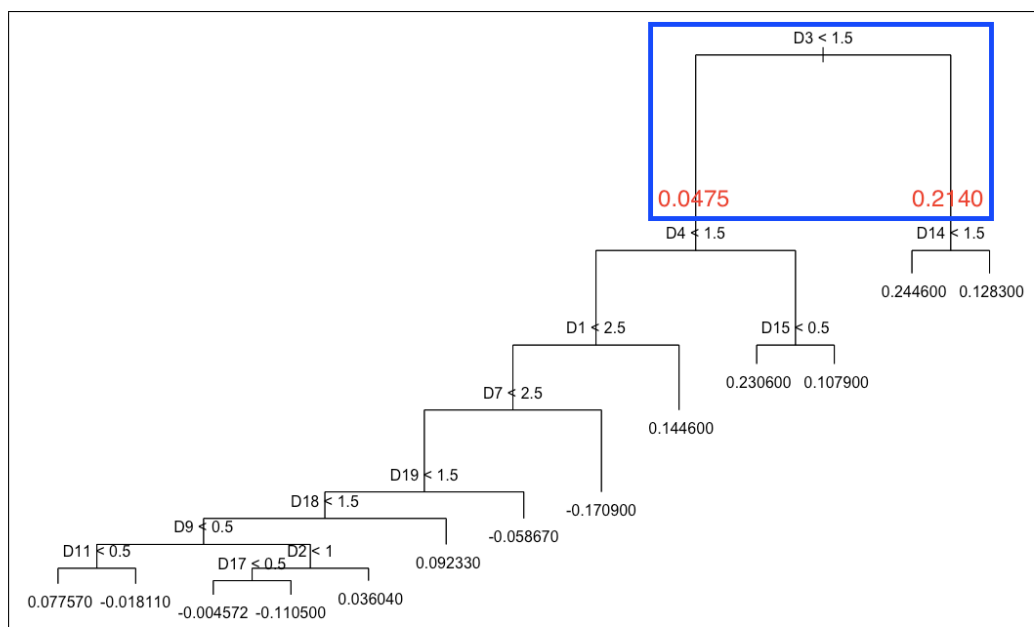 D3 < 1.5
0.0475 0.2140
D4 < 1.5 D14 < 1.5
0.244600 0.128300
D1 < 2.5 D15 < 0.5
0.230600 0.107900
D7 < 2.5
0.144600
D19 < 1.5
D18 < 1.5
-0.170900
D9 < 0.5
-0.058670
D11 < 0.5 D2 < 1
D17 < 0.5
0.092330
0.077570 -0.018110 0.036040
-0.004572 -0.110500